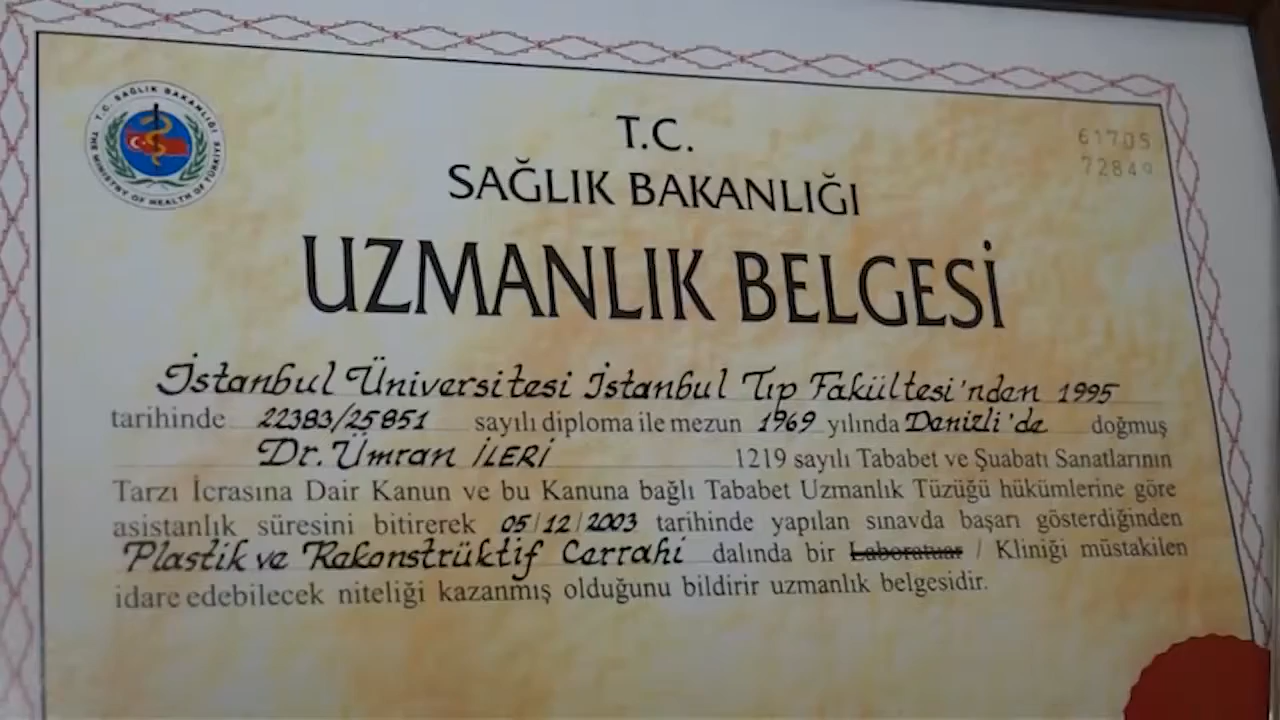 T.C. SAĞLIK BAKANLIĞI
THE MINISTRY OF HEALTH OF TÜRKİYE
61705
72849
T.C.
SAĞLIK BAKANLIĞI
UZMANLIK BELGESİ
İstanbul Üniversitesi İstanbul Tıp Fakültesi'nden 1995
tarihinde 22383/25851 sayılı diploma ile mezun 1969 yılında Denizli'de doğmuş
Dr. Ümran İLERİ 1219 sayılı Tababet ve Şuabatı Sanatlarının
Tarzı İcrasına Dair Kanun ve bu Kanuna bağlı Tababet Uzmanlık Tüzüğü hükümlerine göre
asistanlık süresini bitirerek 05/12/2003 tarihinde yapılan sınavda başarı gösterdiğinden
Plastik ve Rekonstrüktif Cerrahi dalında bir Laboratuar / Kliniği müstakilen
idare edebilecek niteliği kazanmış olduğunu bildirir uzmanlık belgesidir.